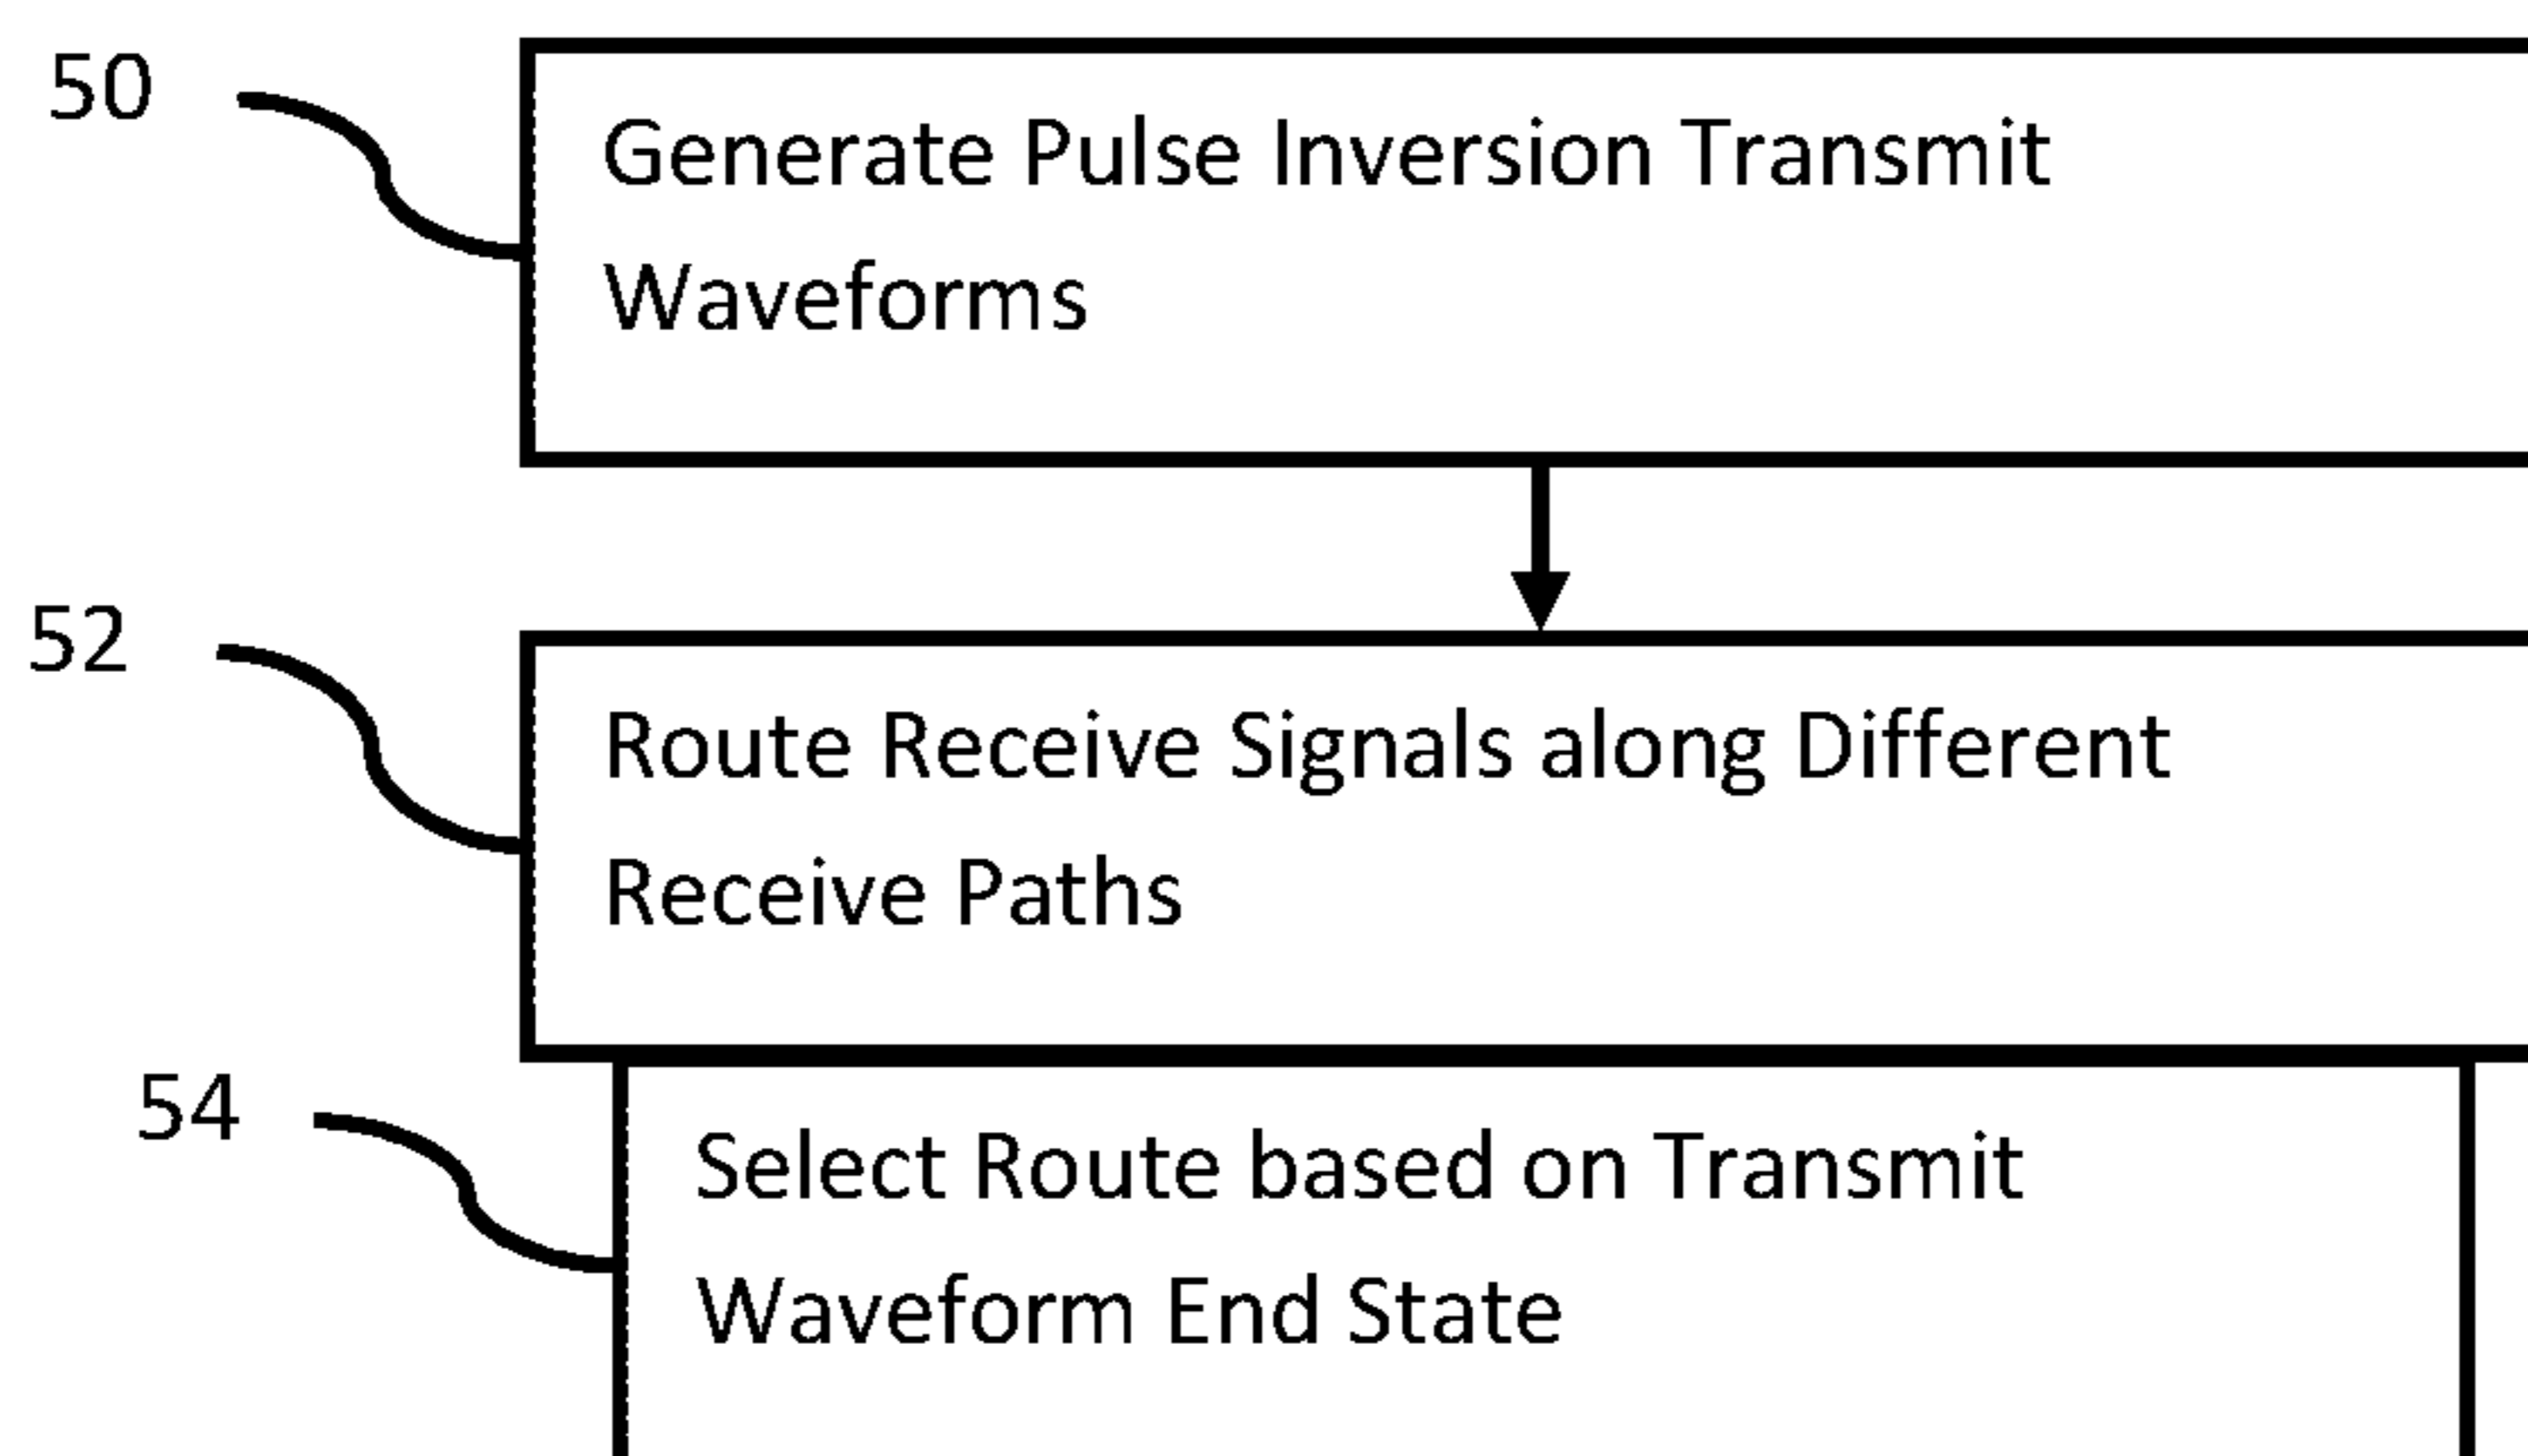 50
Generate Pulse Inversion Transmit
Waveforms
52
Route Receive Signals along Different
Receive Paths
54
Select Route based on Transmit
Waveform End State